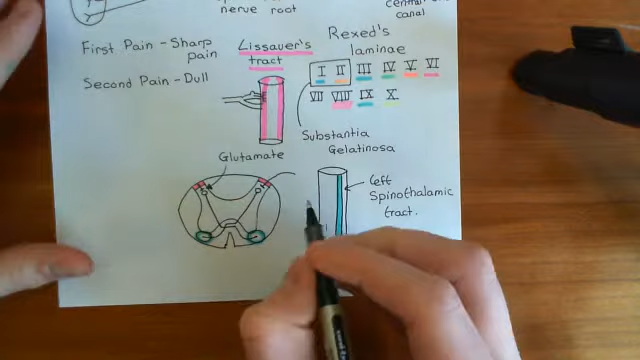 nerve root
canal
First Pain - Sharp
pain
Second Pain - Dull
Lissauer's
tract
Rexed's
laminae
I II III IV V VI
VII VIII IX X
Substantia
Gelatinosa
Glutamate
left
Spinothalamic
tract.